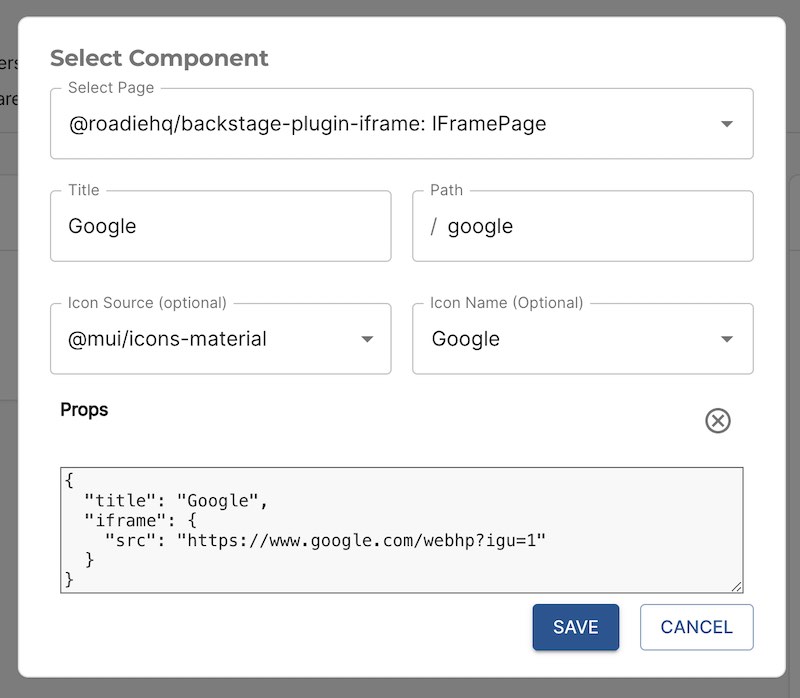 Select Component
Select Page
@roadiehq/backstage-plugin-iframe: IFramePage
Title
Path
Google
/ google
Icon Source (optional)
Icon Name (Optional)
@mui/icons-material
Google
Props
{
  "title": "Google",
  "iframe": {
    "src": "https://www.google.com/webhp?igu=1"
  }
}
SAVE
CANCEL